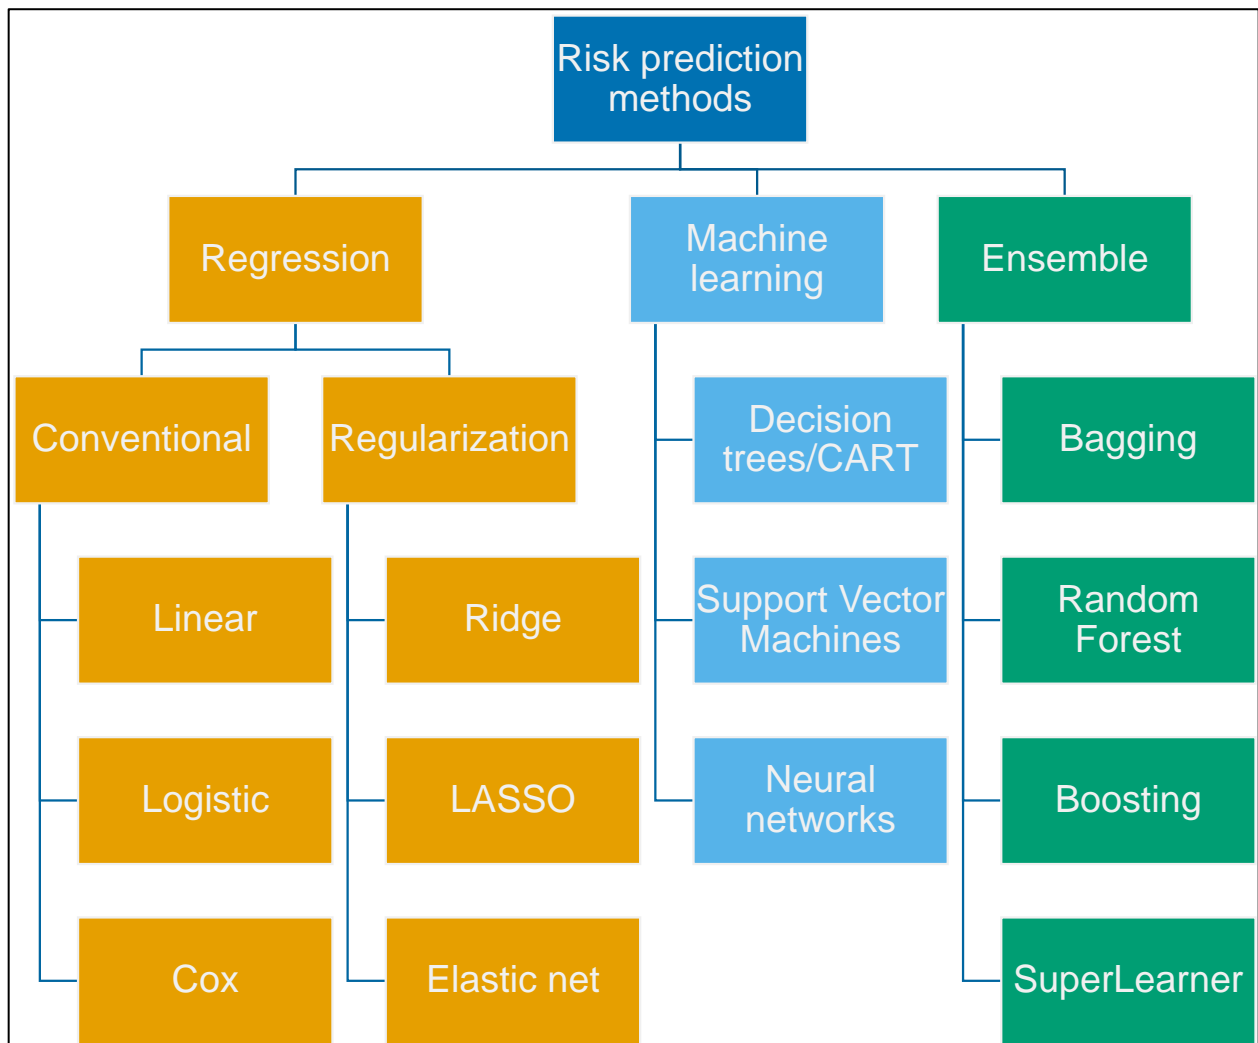 Risk prediction
methods
Regression
Machine
learning
Ensemble
Conventional
Regularization
Decision
trees/CART
Bagging
Linear
Ridge
Support Vector
Machines
Random
Forest
Logistic
LASSO
Neural
networks
Boosting
Cox
Elastic net
SuperLearner